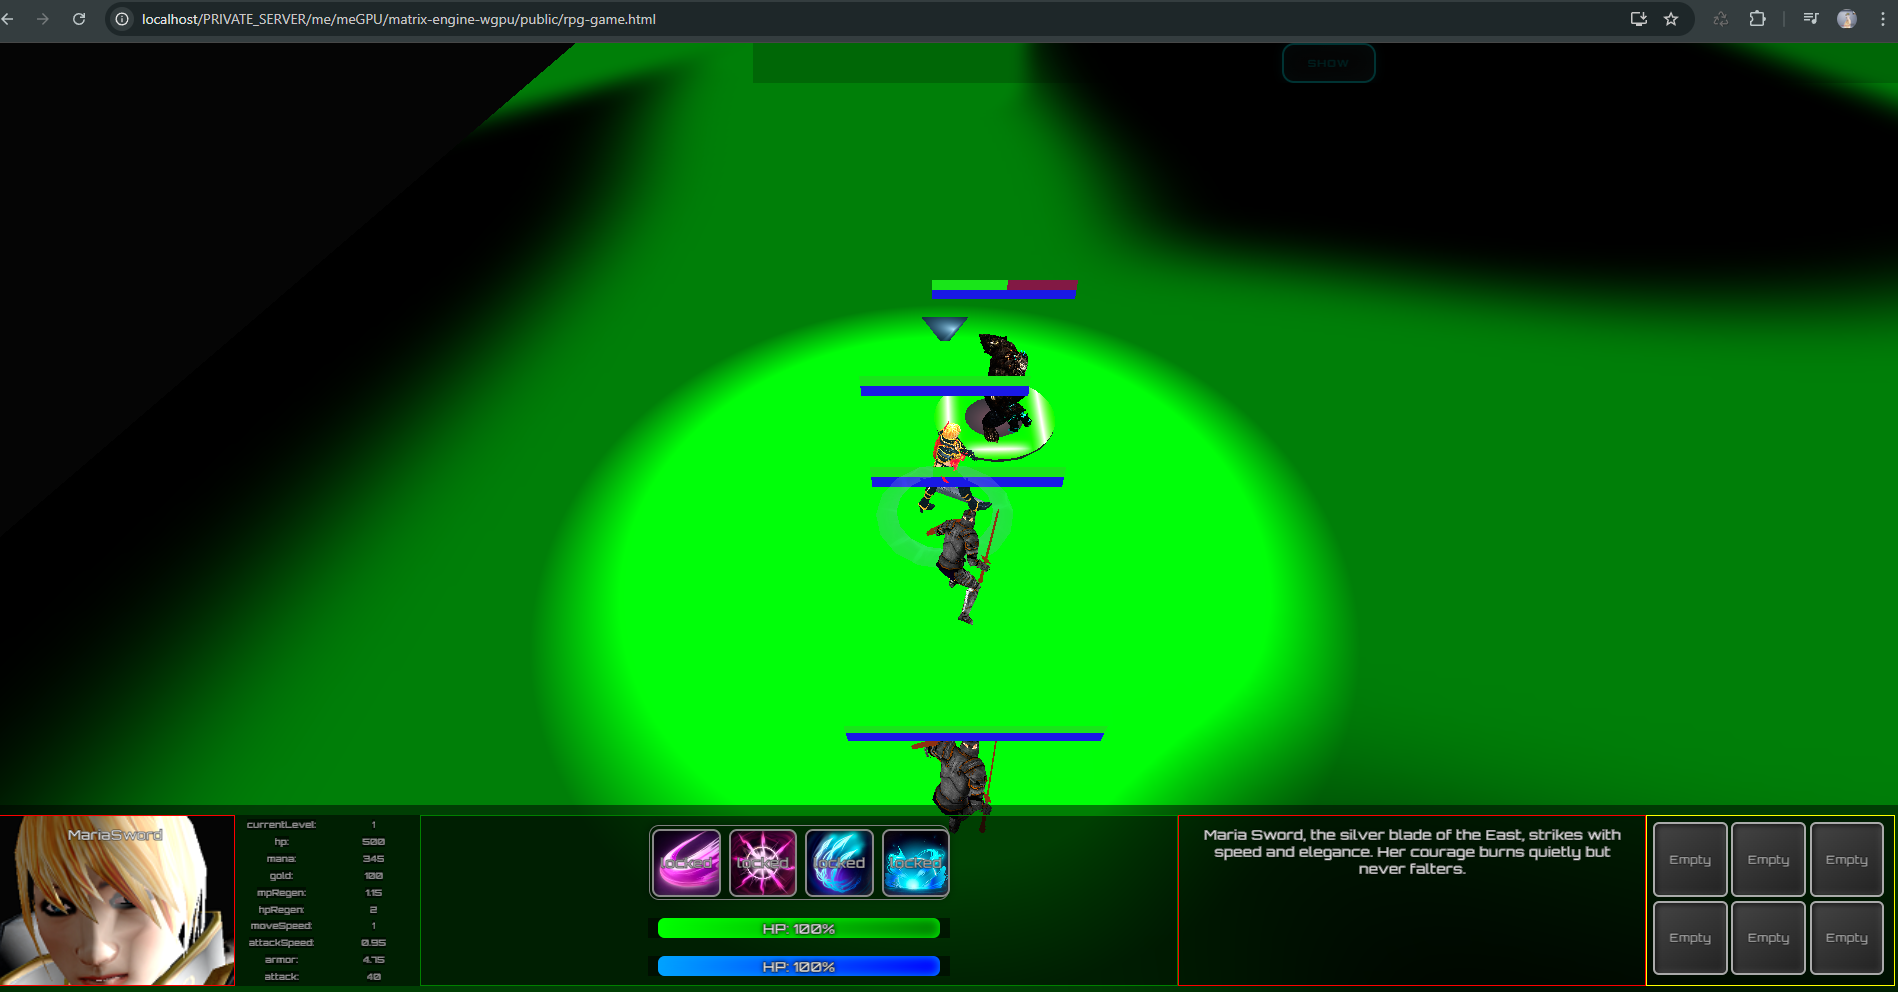 localhost/PRIVATE_SERVER/me/meGPU/matrix-engine-wgpu/public/rpg-game.html
SHOW
MariaSword
currentLevel: 1
hp: 500
mana: 345
gold: 100
mpRegen: 1.15
hpRegen: 2
moveSpeed: 1
attackSpeed: 0.95
armor: 4.75
attack: 40
locked locked locked locked
HP: 100%
HP: 100%
Maria Sword, the silver blade of the East, strikes with
speed and elegance. Her courage burns quietly but
never falters.
Empty Empty Empty
Empty Empty Empty